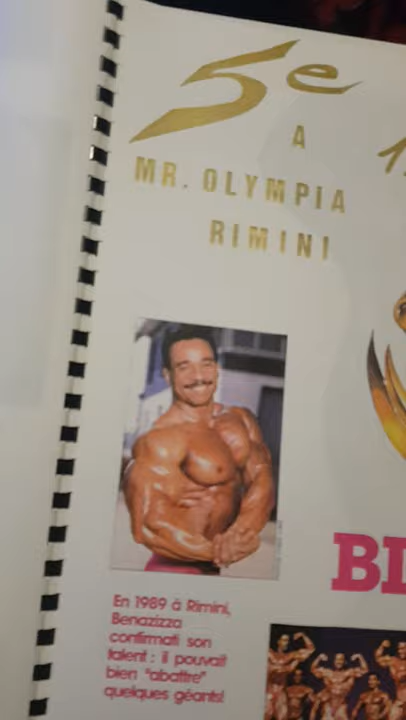 5e
A
MR. OLYMPIA
RIMINI
En 1989 à Rimini,
Benazizza
confirmait son
talent : il pouvait
bien "abattre"
quelques géants!